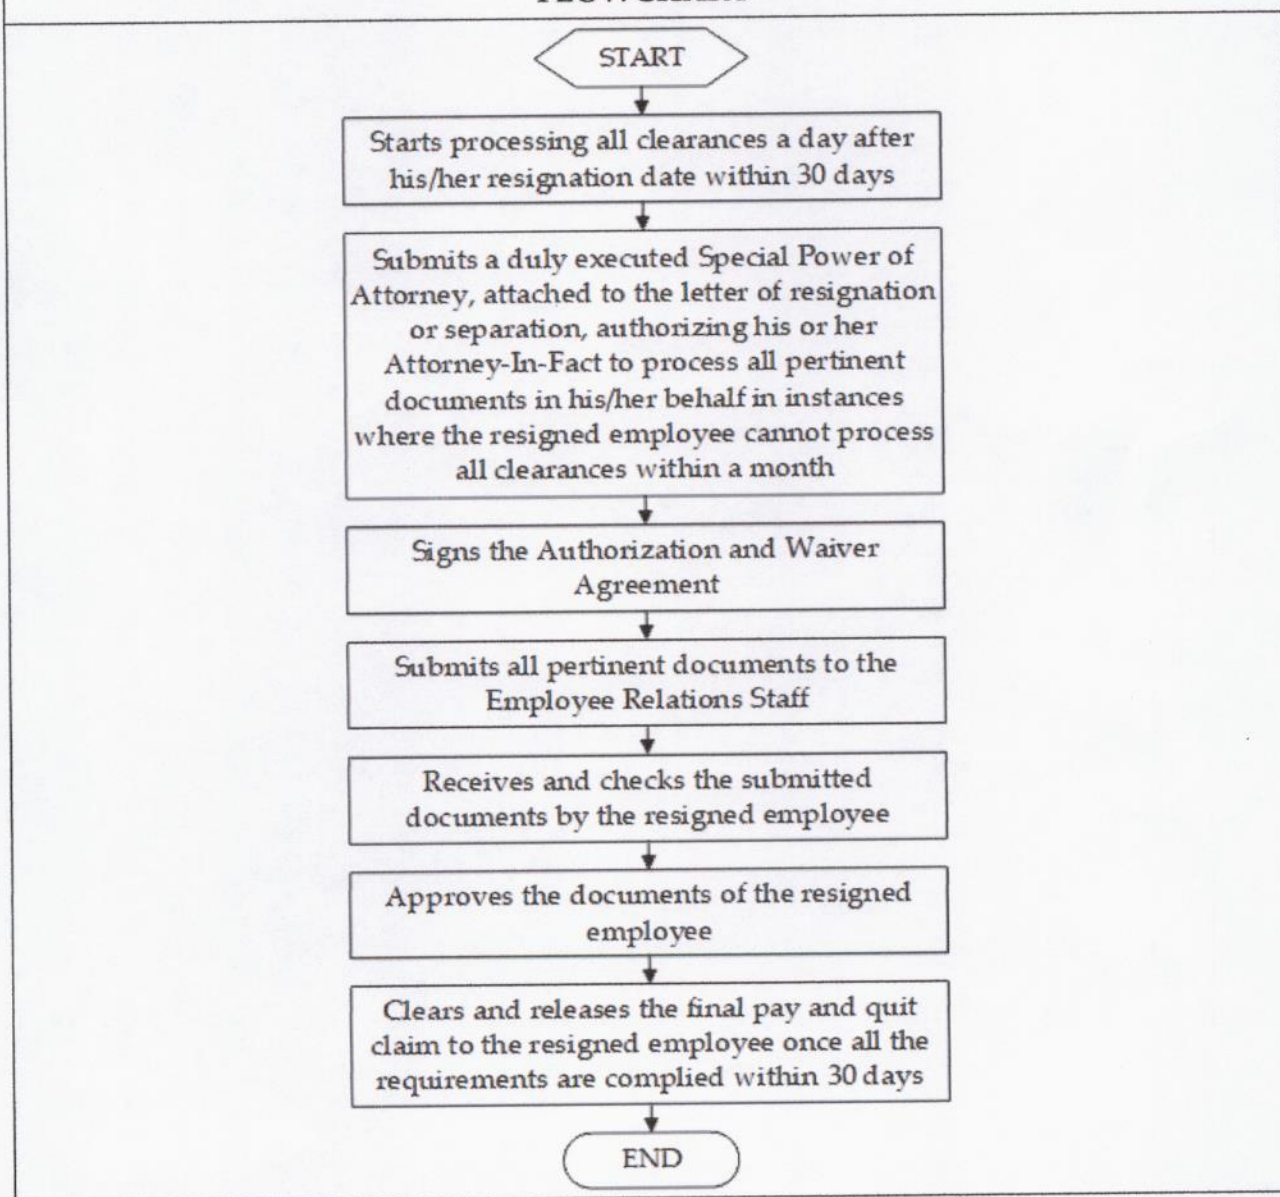 START
Starts processing all clearances a day after
his/her resignation date within 30 days
Submits a duly executed Special Power of
Attorney, attached to the letter of resignation
or separation, authorizing his or her
Attorney-In-Fact to process all pertinent
documents in his/her behalf in instances
where the resigned employee cannot process
all clearances within a month
Signs the Authorization and Waiver
Agreement
Submits all pertinent documents to the
Employee Relations Staff
Receives and checks the submitted
documents by the resigned employee
Approves the documents of the resigned
employee
Clears and releases the final pay and quit
claim to the resigned employee once all the
requirements are complied within 30 days
END